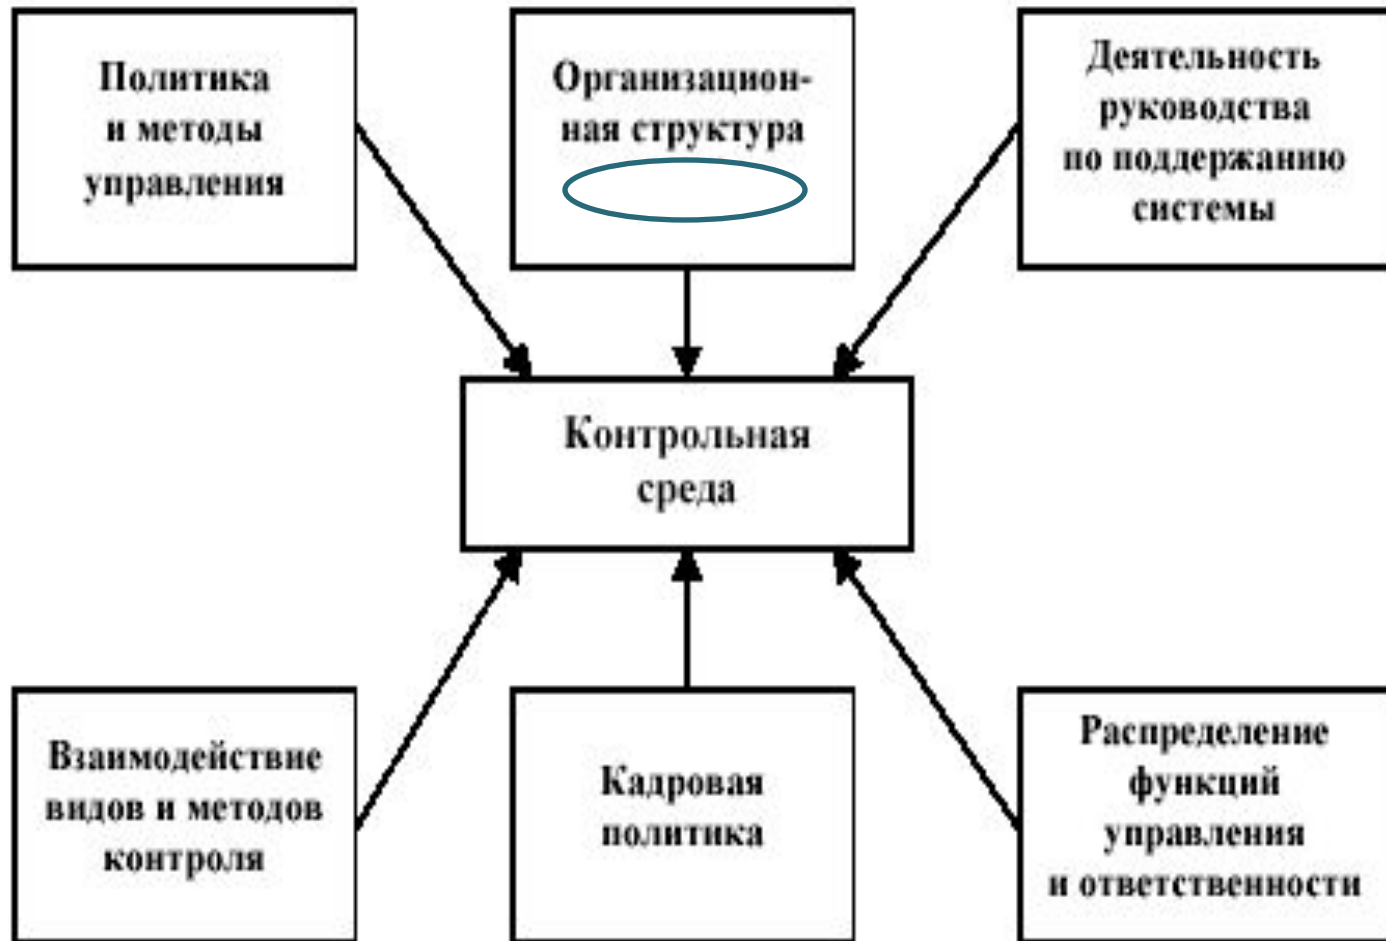 Политика
и методы
управления
Организацион-
ная структура
Деятельность
руководства
по поддержанию
системы
Контрольная
среда
Взаимодействие
видов и методов
контроля
Кадровая
политика
Распределение
функций
управления
и ответственности